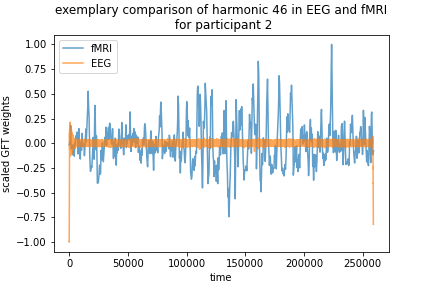 exemplary comparison of harmonic 46 in EEG and fMRI
for participant 2
fMRI
EEG
1.00
0.75
0.50
0.25
0.00
−0.25
−0.50
−0.75
−1.00
scaled GFT weights
0 50000 100000 150000 200000 250000
time